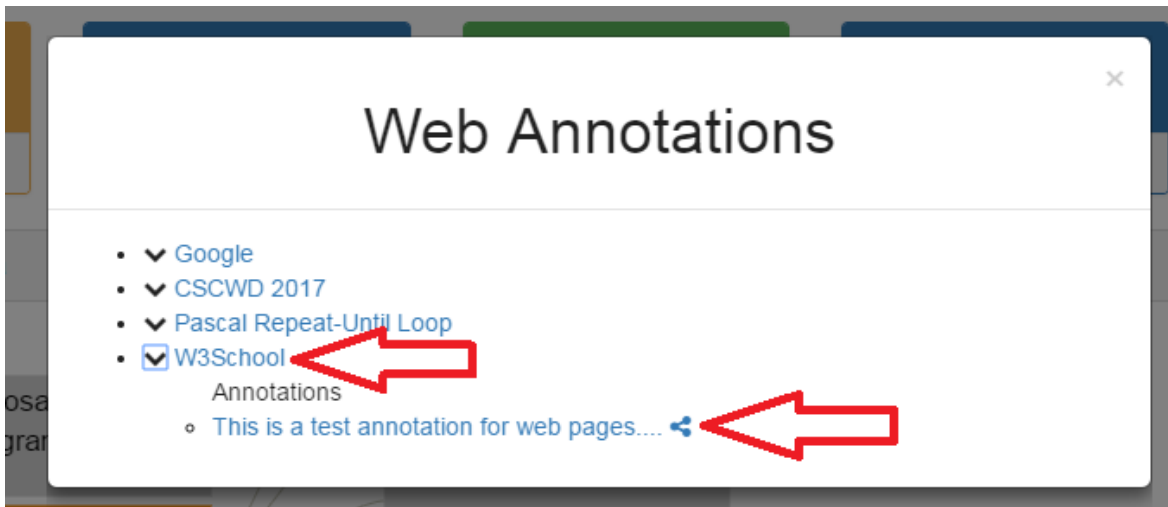 ×
Web Annotations
Google
CSCWD 2017
Pascal Repeat-Until Loop
W3School
Annotations
This is a test annotation for web pages....